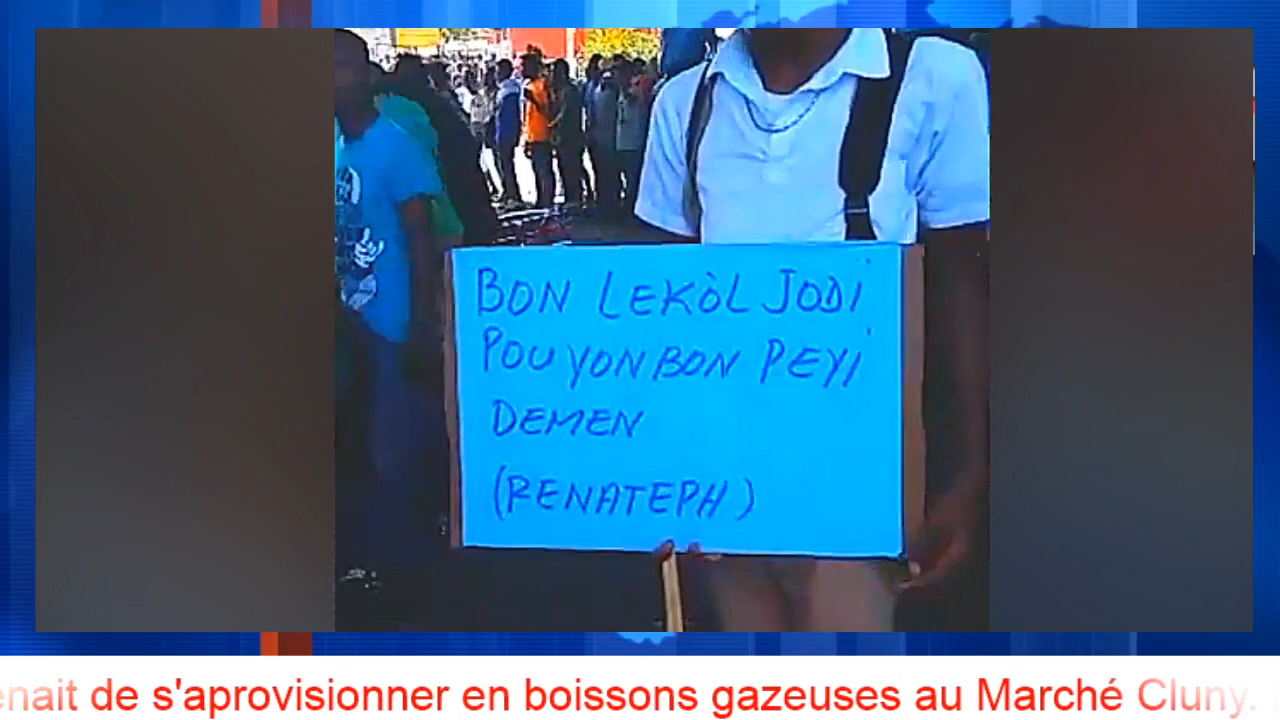 BON LEKÒL JODI
POU YON BON PEYI
DEMEN
(RENATEPH)
enait de s'aprovisionner en boissons gazeuses au Marché Cluny.